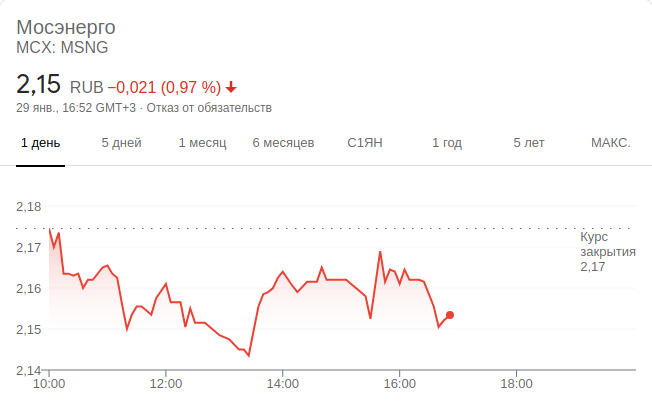 Мосэнерго
MCX: MSNG
2,15 RUB −0,021 (0,97 %)
29 янв., 16:52 GMT+3 · Отказ от обязательств
1 день 5 дней 1 месяц 6 месяцев С1ЯН 1 год 5 лет МАКС.
2,18
Курс
закрытия
2,17
2,17
2,16
2,15
2,14
10:00 12:00 14:00 16:00 18:00